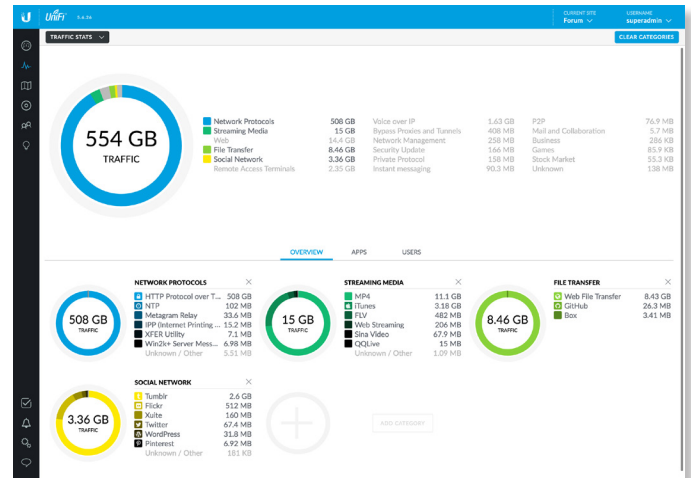 UniFi 5.4.26
CURRENT SITE
Forum
USERNAME
superadmin
TRAFFIC STATS
CLEAR CATEGORIES
554 GB
TRAFFIC
Network Protocols 508 GB
Streaming Media 15 GB
Web 14.4 GB
File Transfer 8.46 GB
Social Network 3.36 GB
Remote Access Terminals 2.35 GB
Voice over IP 1.63 GB
Bypass Proxies and Tunnels 408 MB
Network Management 258 MB
Security Update 166 MB
Private Protocol 158 MB
Instant messaging 90.3 MB
P2P 76.9 MB
Mail and Collaboration 5.7 MB
Business 286 KB
Games 85.9 KB
Stock Market 55.3 KB
Unknown 138 MB
OVERVIEW APPS USERS
NETWORK PROTOCOLS
508 GB
TRAFFIC
HTTP Protocol over T... 508 GB
NTP 102 MB
Metagram Relay 33.6 MB
IPP (Internet Printing ... 15.2 MB
XFER Utility 7.1 MB
Win2k+ Server Mess... 6.98 MB
Unknown / Other 5.51 MB
STREAMING MEDIA
15 GB
TRAFFIC
MP4 11.1 GB
iTunes 3.18 GB
FLV 482 MB
Web Streaming 206 MB
Sina Video 67.9 MB
QQLive 15 MB
Unknown / Other 1.09 MB
FILE TRANSFER
8.46 GB
TRAFFIC
Web File Transfer 8.43 GB
GitHub 26.3 MB
Box 3.41 MB
SOCIAL NETWORK
3.36 GB
TRAFFIC
Tumblr 2.6 GB
Flickr 512 MB
Xuite 160 MB
Twitter 67.4 MB
WordPress 31.8 MB
Pinterest 6.92 MB
Unknown / Other 181 KB
ADD CATEGORY